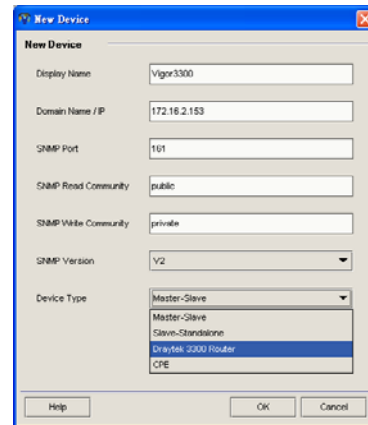 New Device
New Device
Display Name Vigor3300
Domain Name / IP 172.16.2.153
SNMP Port 161
SNMP Read Community public
SNMP Write Community private
SNMP Version V2
Device Type Master-Slave
Master-Slave
Slave-Standalone
Draytek 3300 Router
CPE
Help OK Cancel